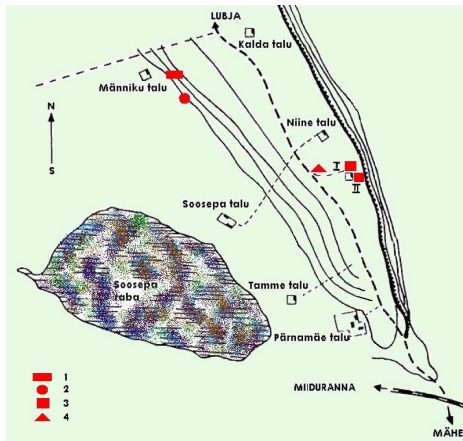 LUBJA
Kalda talu
Männiku talu
N
S
Niine talu
I
II
Soosepa talu
Soosepa
raba
Tamme talu
Pärnamäe talu
1
2
3
4
MIIDURANNA
MÄHE